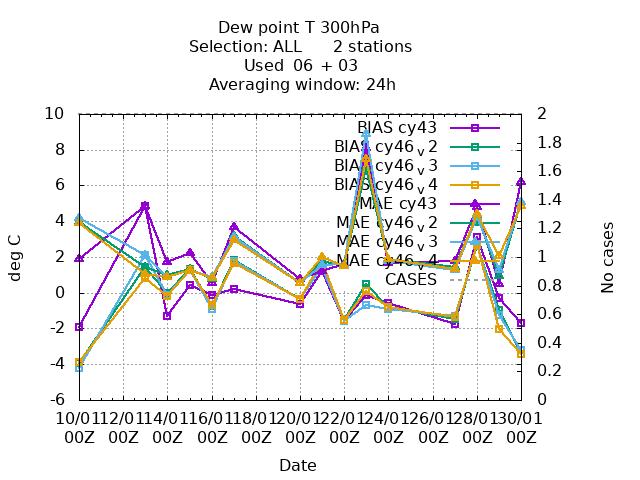 Dew point T 300hPa
Selection: ALL 2 stations
Used 06 + 03
Averaging window: 24h
10 2
8 1.8
6 1.6
4 1.4
2 1.2
0 1
-2 0.8
-4 0.6
-6 0.4
0.2
0
deg C
No cases
BIAS cy43
BIAS cy46_v2
BIAS cy46_v3
BIAS cy46_v4
MAE cy43
MAE cy46_v2
MAE cy46_v3
MAE cy46_v4
CASES
10/01 12/01 14/01 16/01 18/01 20/01 22/01 24/01 26/01 28/01 30/01
00Z 00Z 00Z 00Z 00Z 00Z 00Z 00Z 00Z 00Z 00Z
Date